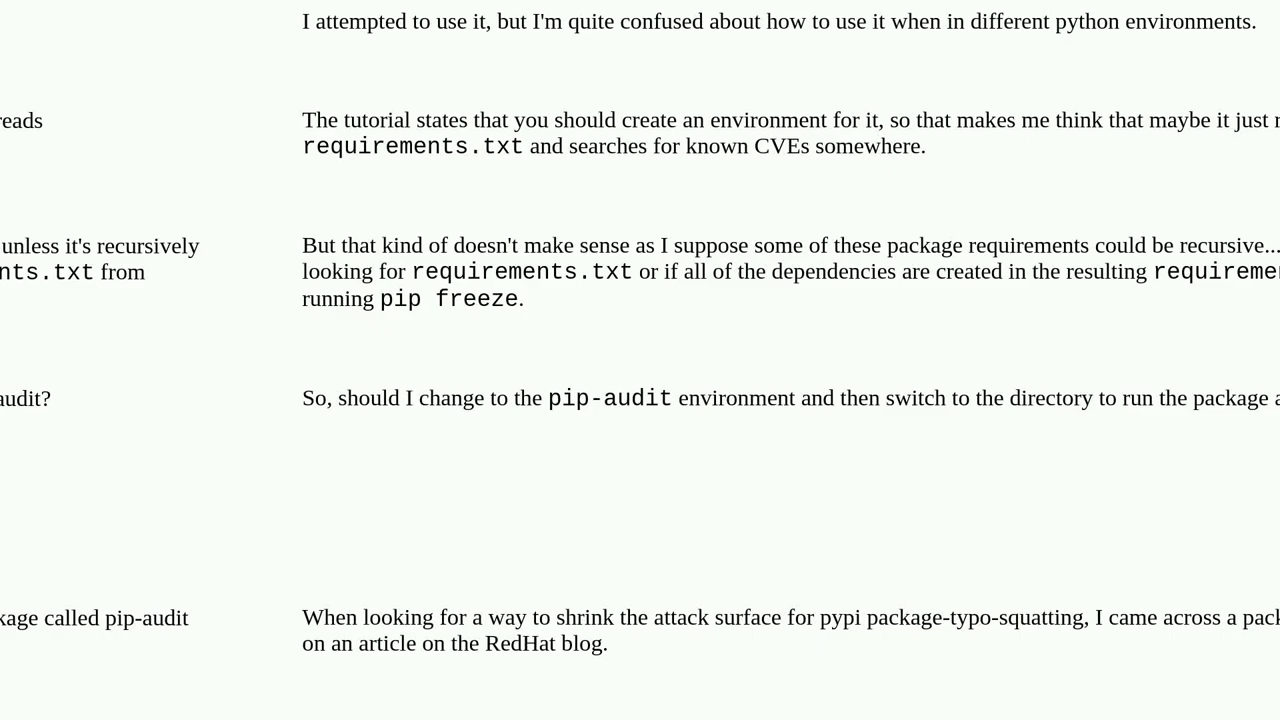 I attempted to use it, but I'm quite confused about how to use it when in different python environments.
reads
The tutorial states that you should create an environment for it, so that makes me think that maybe it just
requirements.txt and searches for known CVEs somewhere.
unless it's recursively
nts.txt from
But that kind of doesn't make sense as I suppose some of these package requirements could be recursive...
looking for requirements.txt or if all of the dependencies are created in the resulting requireme
running pip freeze.
audit?
So, should I change to the pip-audit environment and then switch to the directory to run the package
kage called pip-audit
When looking for a way to shrink the attack surface for pypi package-typo-squatting, I came across a pac
on an article on the RedHat blog.